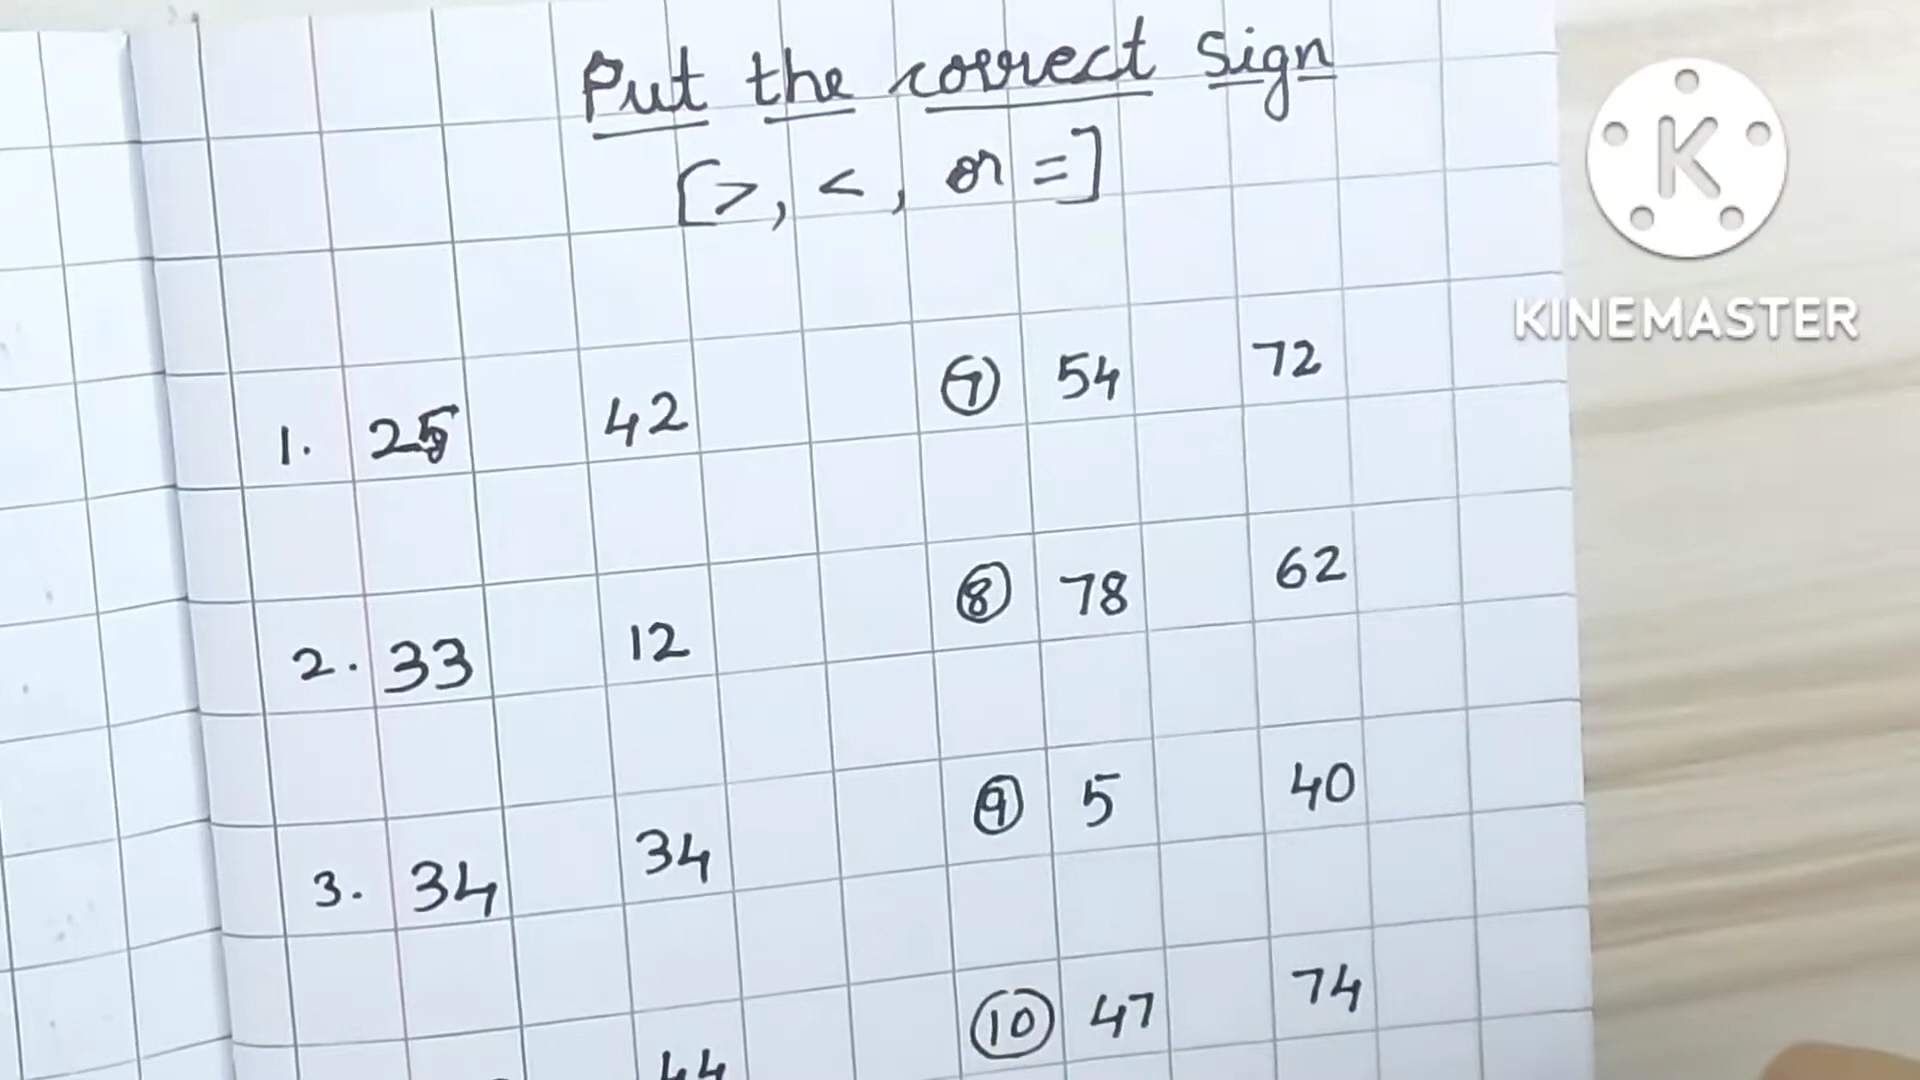 Put the correct sign
[>, <, or =]
1. 25 42
2. 33 12
3. 34 34
44
7 54 72
8 78 62
9 5 40
10 47 74
K
KINEMASTER